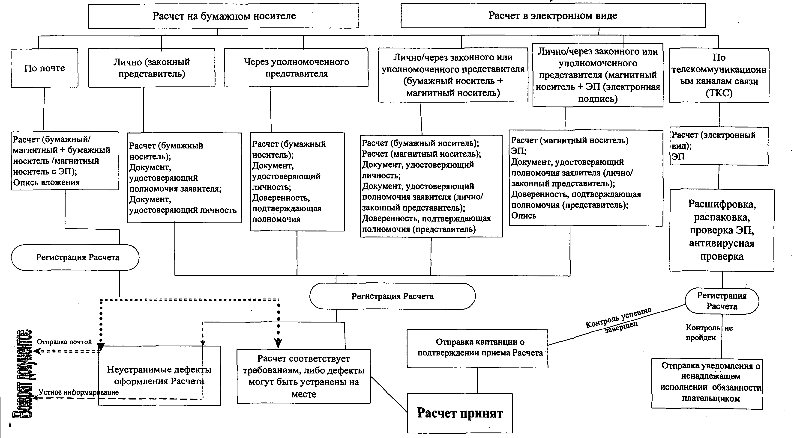 Расчет на бумажном носителе
Расчет в электронном виде
По почте
Лично (законный
представитель)
Через уполномоченного
представителя
Лично/через законного или
уполномоченного представителя
(бумажный носитель +
магнитный носитель)
Лично/через законного или
уполномоченного
представителя (магнитный
носитель + ЭП (электронная
подпись)
По
телекоммуникационн
ым каналам связи
(ТКС)
Расчет (бумажный/
магнитный + бумажный
носитель /магнитный
носитель с ЭП);
Опись вложения
Расчет (бумажный
носитель);
Документ,
удостоверяющий
полномочия заявителя;
Документ,
удостоверяющий личность
Расчет (бумажный
носитель);
Документ,
удостоверяющий
личность;
Доверенность,
подтверждающая
полномочия
Расчет (бумажный носитель);
Расчет (магнитный носитель);
Документ, удостоверяющий
личность;
Документ, удостоверяющий
полномочия заявителя (лично/
законный представитель);
Доверенность, подтверждающая
полномочия (представитель)
Расчет (магнитный носитель)
ЭП;
Документ, удостоверяющий
полномочия заявителя (лично/
законный представитель);
Доверенность, подтверждающая
полномочия (представитель);
Опись
Расчет (электронный
вид);
ЭП
Расшифровка,
распаковка,
проверка ЭП,
антивирусная
проверка
Регистрация Расчета
Регистрация Расчета
Регистрация
Расчета
Контроль успешно
завершен
Контроль не
пройден
Отправка почтой
Устное информирование
Возврат документов:
Неустранимые дефекты
оформления Расчета
Расчет соответствует
требованиям, либо дефекты
могут быть устранены на
месте
Отправка квитанции о
подтверждении приема Расчета
Расчет принят
Отправка уведомления о
ненадлежащем
исполнении обязанности
плательщиком